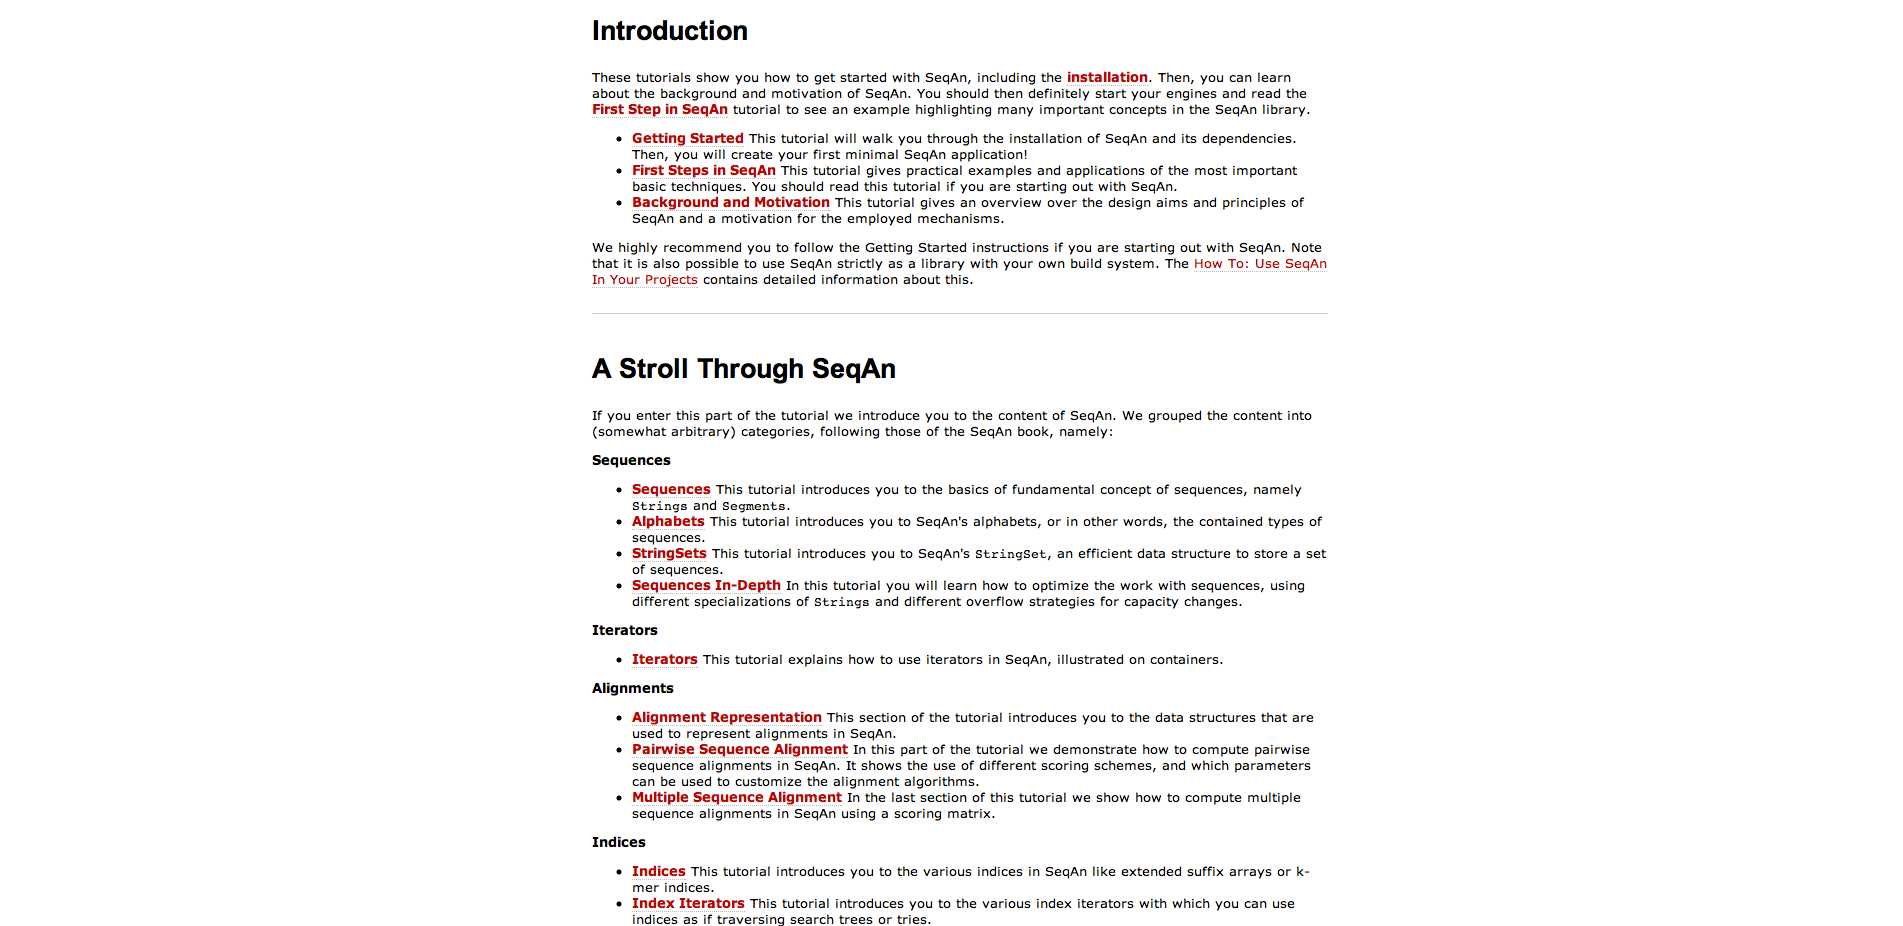 Introduction
These tutorials show you how to get started with SeqAn, including the installation. Then, you can learn
about the background and motivation of SeqAn. You should then definitely start your engines and read the
First Step in SeqAn tutorial to see an example highlighting many important concepts in the SeqAn library.
• Getting Started This tutorial will walk you through the installation of SeqAn and its dependencies.
Then, you will create your first minimal SeqAn application!
• First Steps in SeqAn This tutorial gives practical examples and applications of the most important
basic techniques. You should read this tutorial if you are starting out with SeqAn.
• Background and Motivation This tutorial gives an overview over the design aims and principles of
SeqAn and a motivation for the employed mechanisms.
We highly recommend you to follow the Getting Started instructions if you are starting out with SeqAn. Note
that it is also possible to use SeqAn strictly as a library with your own build system. The How To: Use SeqAn
In Your Projects contains detailed information about this.
A Stroll Through SeqAn
If you enter this part of the tutorial we introduce you to the content of SeqAn. We grouped the content into
(somewhat arbitrary) categories, following those of the SeqAn book, namely:
Sequences
• Sequences This tutorial introduces you to the basics of fundamental concept of sequences, namely
Strings and Segments.
• Alphabets This tutorial introduces you to SeqAn's alphabets, or in other words, the contained types of
sequences.
• StringSets This tutorial introduces you to SeqAn's StringSet, an efficient data structure to store a set
of sequences.
• Sequences In-Depth In this tutorial you will learn how to optimize the work with sequences, using
different specializations of Strings and different overflow strategies for capacity changes.
Iterators
• Iterators This tutorial explains how to use iterators in SeqAn, illustrated on containers.
Alignments
• Alignment Representation This section of the tutorial introduces you to the data structures that are
used to represent alignments in SeqAn.
• Pairwise Sequence Alignment In this part of the tutorial we demonstrate how to compute pairwise
sequence alignments in SeqAn. It shows the use of different scoring schemes, and which parameters
can be used to customize the alignment algorithms.
• Multiple Sequence Alignment In the last section of this tutorial we show how to compute multiple
sequence alignments in SeqAn using a scoring matrix.
Indices
• Indices This tutorial introduces you to the various indices in SeqAn like extended suffix arrays or k-
mer indices.
• Index Iterators This tutorial introduces you to the various index iterators with which you can use
indices as if traversing search trees or tries.